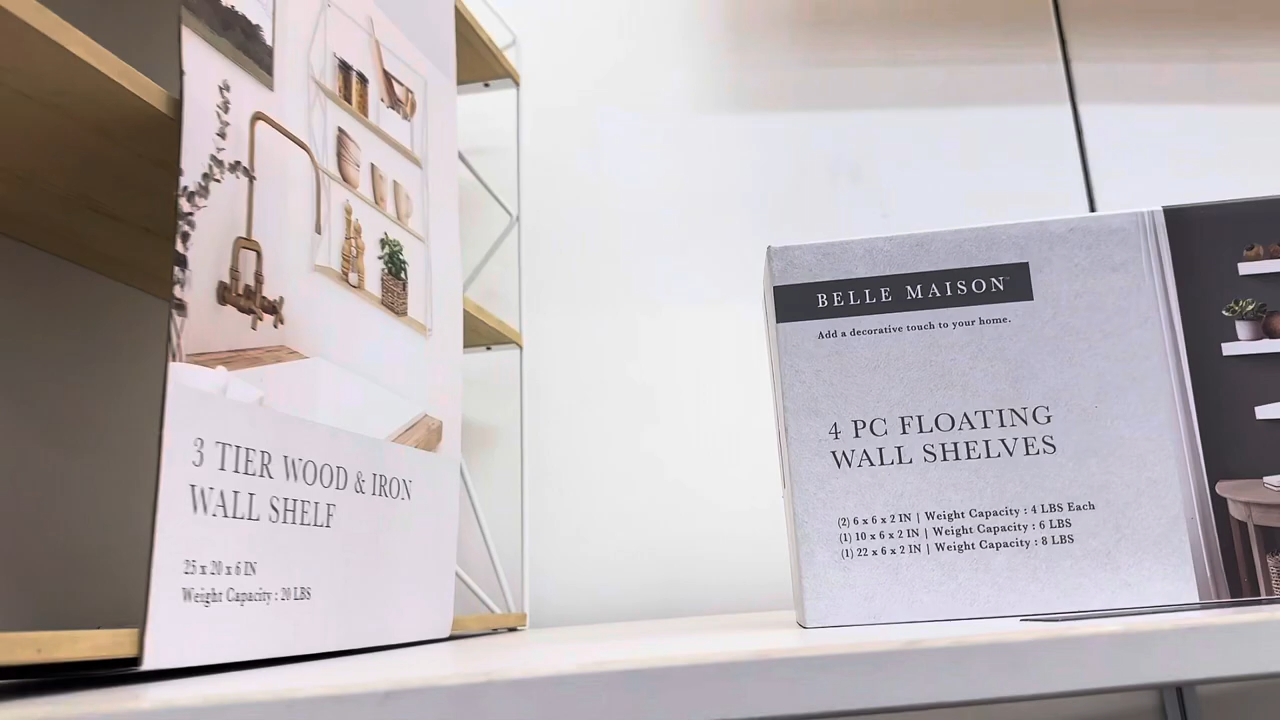 3 TIER WOOD & IRON
WALL SHELF
25 x 20 x 6 IN
Weight Capacity : 20 LBS
BELLE MAISON™
Add a decorative touch to your home.
4 PC FLOATING
WALL SHELVES
(2) 6 x 6 x 2 IN | Weight Capacity : 4 LBS Each
(1) 10 x 6 x 2 IN | Weight Capacity : 6 LBS
(1) 22 x 6 x 2 IN | Weight Capacity : 8 LBS